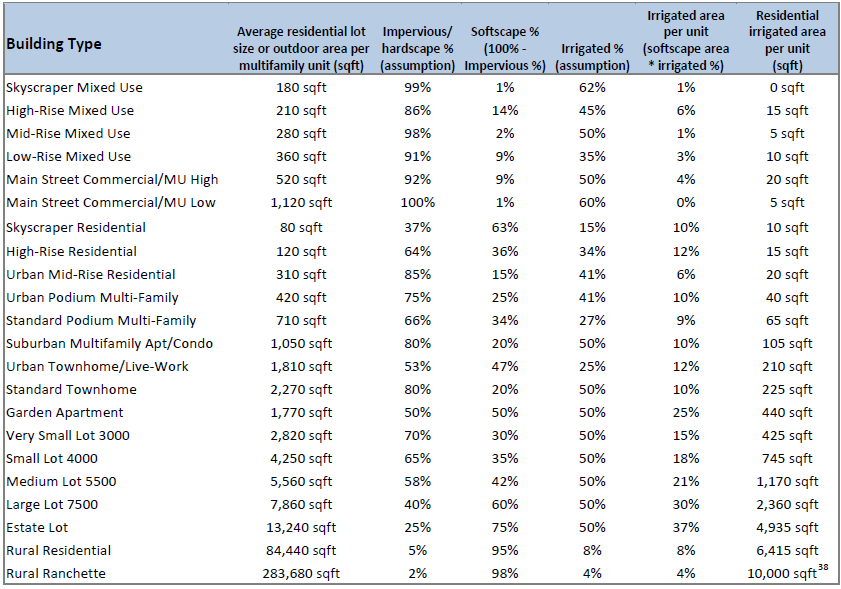 Building Type | Average residential lot size or outdoor area per multifamily unit (sqft) | Impervious/ hardscape % (assumption) | Softscape % (100% - Impervious %) | Irrigated % (assumption) | Irrigated area per unit (softscape area * irrigated %) | Residential irrigated area per unit (sqft)
Skyscraper Mixed Use 180 sqft 99% 1% 62% 1% 0 sqft
High-Rise Mixed Use 210 sqft 86% 14% 45% 6% 15 sqft
Mid-Rise Mixed Use 280 sqft 98% 2% 50% 1% 5 sqft
Low-Rise Mixed Use 360 sqft 91% 9% 35% 3% 10 sqft
Main Street Commercial/MU High 520 sqft 92% 9% 50% 4% 20 sqft
Main Street Commercial/MU Low 1,120 sqft 100% 1% 60% 0% 5 sqft
Skyscraper Residential 80 sqft 37% 63% 15% 10% 10 sqft
High-Rise Residential 120 sqft 64% 36% 34% 12% 15 sqft
Urban Mid-Rise Residential 310 sqft 85% 15% 41% 6% 20 sqft
Urban Podium Multi-Family 420 sqft 75% 25% 41% 10% 40 sqft
Standard Podium Multi-Family 710 sqft 66% 34% 27% 9% 65 sqft
Suburban Multifamily Apt/Condo 1,050 sqft 80% 20% 50% 10% 105 sqft
Urban Townhome/Live-Work 1,810 sqft 53% 47% 25% 12% 210 sqft
Standard Townhome 2,270 sqft 80% 20% 50% 10% 225 sqft
Garden Apartment 1,770 sqft 50% 50% 50% 25% 440 sqft
Very Small Lot 3000 2,820 sqft 70% 30% 50% 15% 425 sqft
Small Lot 4000 4,250 sqft 65% 35% 50% 18% 745 sqft
Medium Lot 5500 5,560 sqft 58% 42% 50% 21% 1,170 sqft
Large Lot 7500 7,860 sqft 40% 60% 50% 30% 2,360 sqft
Estate Lot 13,240 sqft 25% 75% 50% 37% 4,935 sqft
Rural Residential 84,440 sqft 5% 95% 8% 8% 6,415 sqft
Rural Ranchette 283,680 sqft 2% 98% 4% 4% 10,000 sqft38